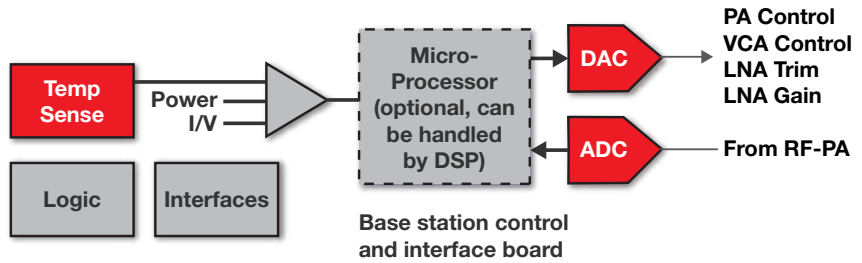 Temp
Sense
Power
I/V
Logic
Interfaces
Micro-
Processor
(optional, can
be handled
by DSP)
DAC
ADC
PA Control
VCA Control
LNA Trim
LNA Gain
From RF-PA
Base station control
and interface board